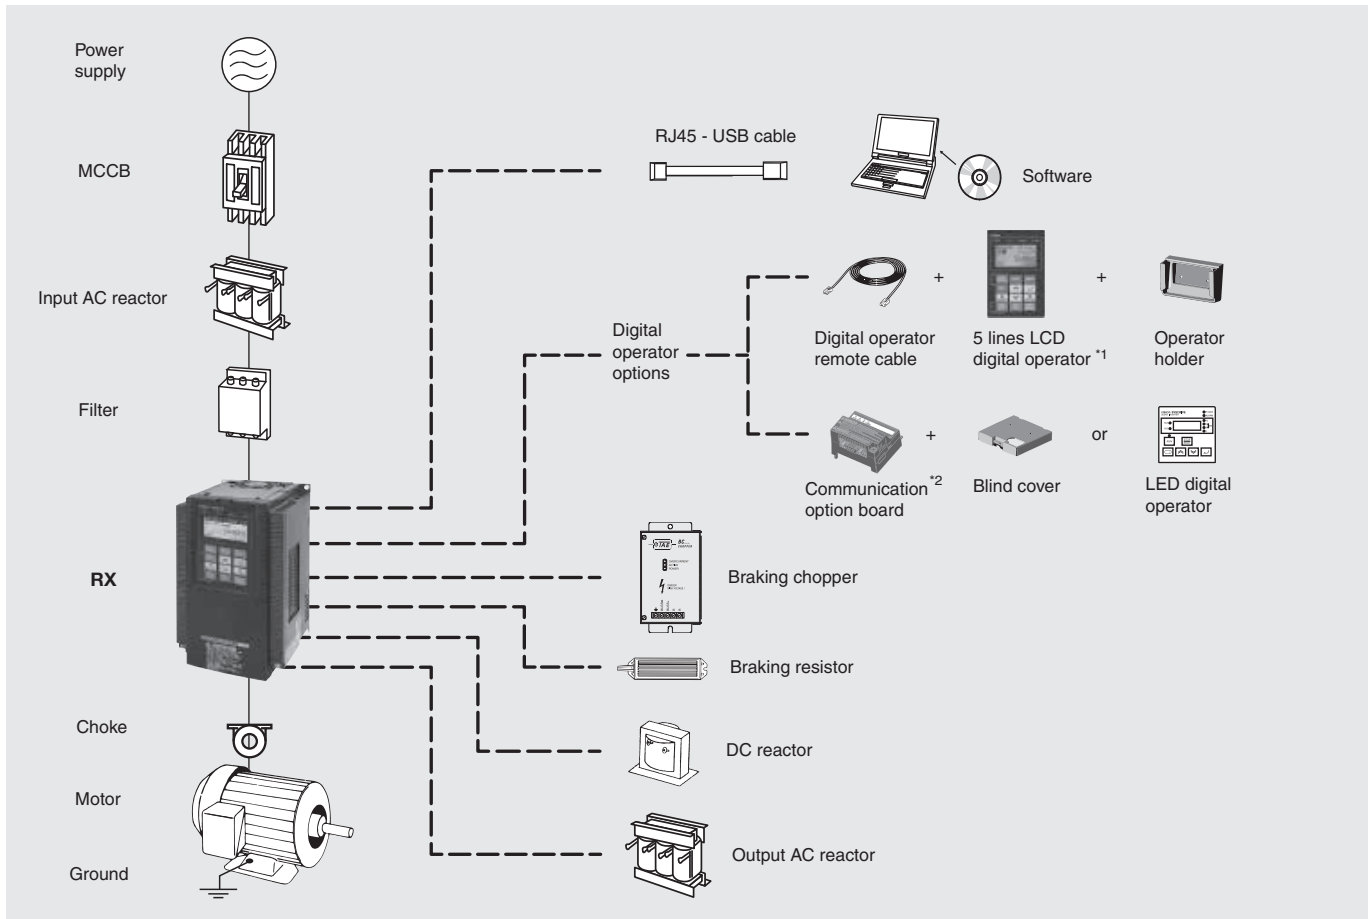 Power
supply
MCCB
Input AC reactor
Filter
RX
Choke
Motor
Ground
RJ45 - USB cable
Software
Digital
operator
options
Digital operator
remote cable
+
5 lines LCD
digital operator *1
+
Operator
holder
Communication *2
option board
+
Blind cover
or
LED digital
operator
Braking chopper
Braking resistor
DC reactor
Output AC reactor